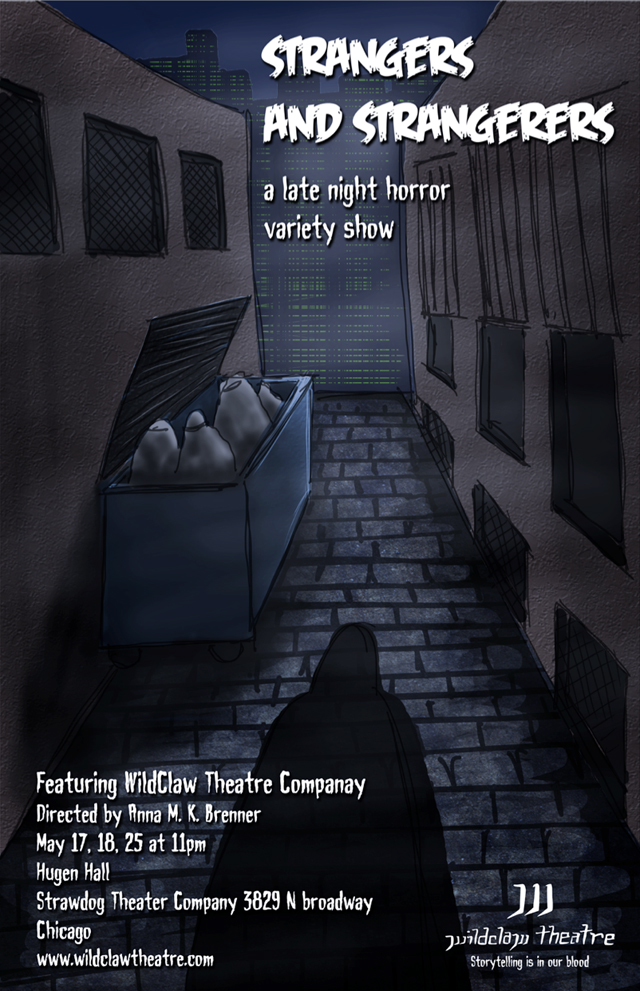 STRANGERS
AND STRANGERERS
a late night horror
variety show
Featuring WildClaw Theatre Companay
Directed by Anna M. K. Brenner
May 17, 18, 25 at 11pm
Hugen Hall
Strawdog Theater Company 3829 N broadway
Chicago
www.wildclawtheatre.com
wildclaw theatre
Storytelling is in our blood